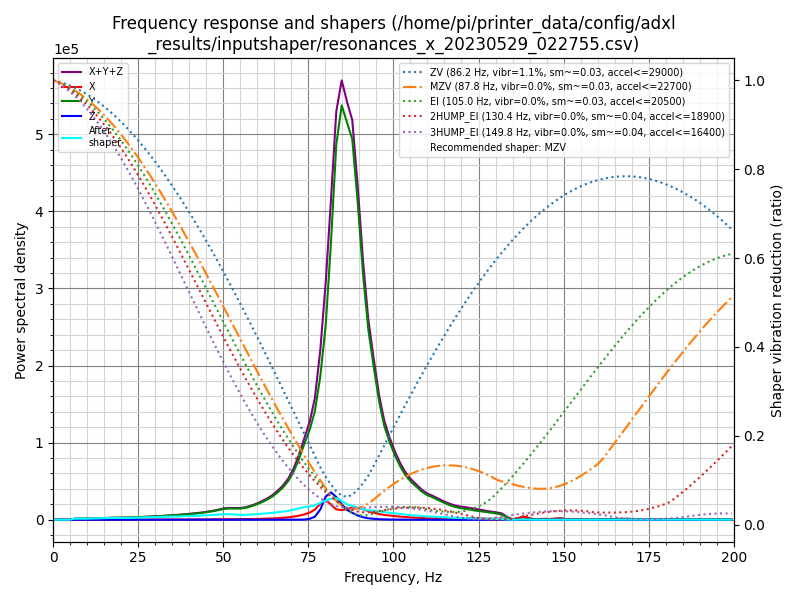 Frequency response and shapers (/home/pi/printer_data/config/adxl
_results/inputshaper/resonances_x_20230529_022755.csv)
1e5
X+Y+Z
X
Z
After
shaper
ZV (86.2 Hz, vibr=1.1%, sm~=0.03, accel<=29000)
MZV (87.8 Hz, vibr=0.0%, sm~=0.03, accel<=22700)
EI (105.0 Hz, vibr=0.0%, sm~=0.03, accel<=20500)
2HUMP_EI (130.4 Hz, vibr=0.0%, sm~=0.04, accel<=18900)
3HUMP_EI (149.8 Hz, vibr=0.0%, sm~=0.04, accel<=16400)
Recommended shaper: MZV
5
4
3
2
1
0
1.0
0.8
0.6
0.4
0.2
0.0
Power spectral density
Shaper vibration reduction (ratio)
0 25 50 75 100 125 150 175 200
Frequency, Hz